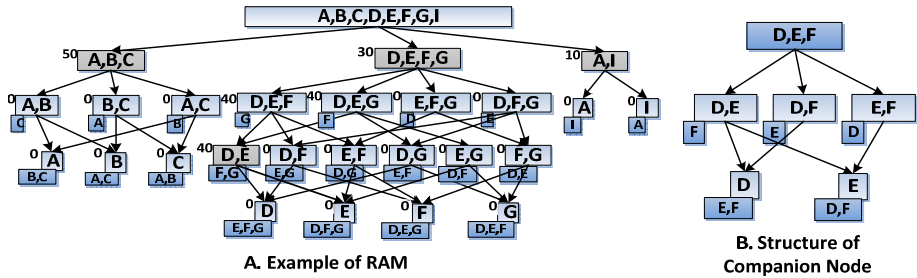 A,B,C,D,E,F,G,I
50 A,B,C
30 D,E,F,G
10 A,I
0 A,B C
0 B,C A
0 A,C B
40 D,E,F G
40 D,E,G F
0 E,F,G D
0 D,F,G E
0 A I
0 I A
0 A B,C
0 B A,C
0 C A,B
40 D,E F,G
0 D,F E,G
0 E,F D,G
0 D,G E,F
0 E,G D,F
0 F,G D,E
0 D E,F,G
0 E D,F,G
0 F D,E,G
0 G D,E,F
A. Example of RAM
D,E,F
D,E F
D,F E
E,F D
D E,F
E D,F
B. Structure of
Companion Node